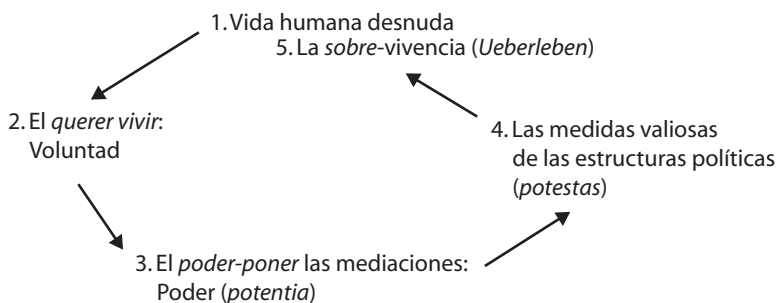 1. Vida humana desnuda
5. La sobre-vivencia (Ueberleben)
2. El querer vivir:
Voluntad
4. Las medidas valiosas
de las estructuras políticas
(potestas)
3. El poder-poner las mediaciones:
Poder (potentia)